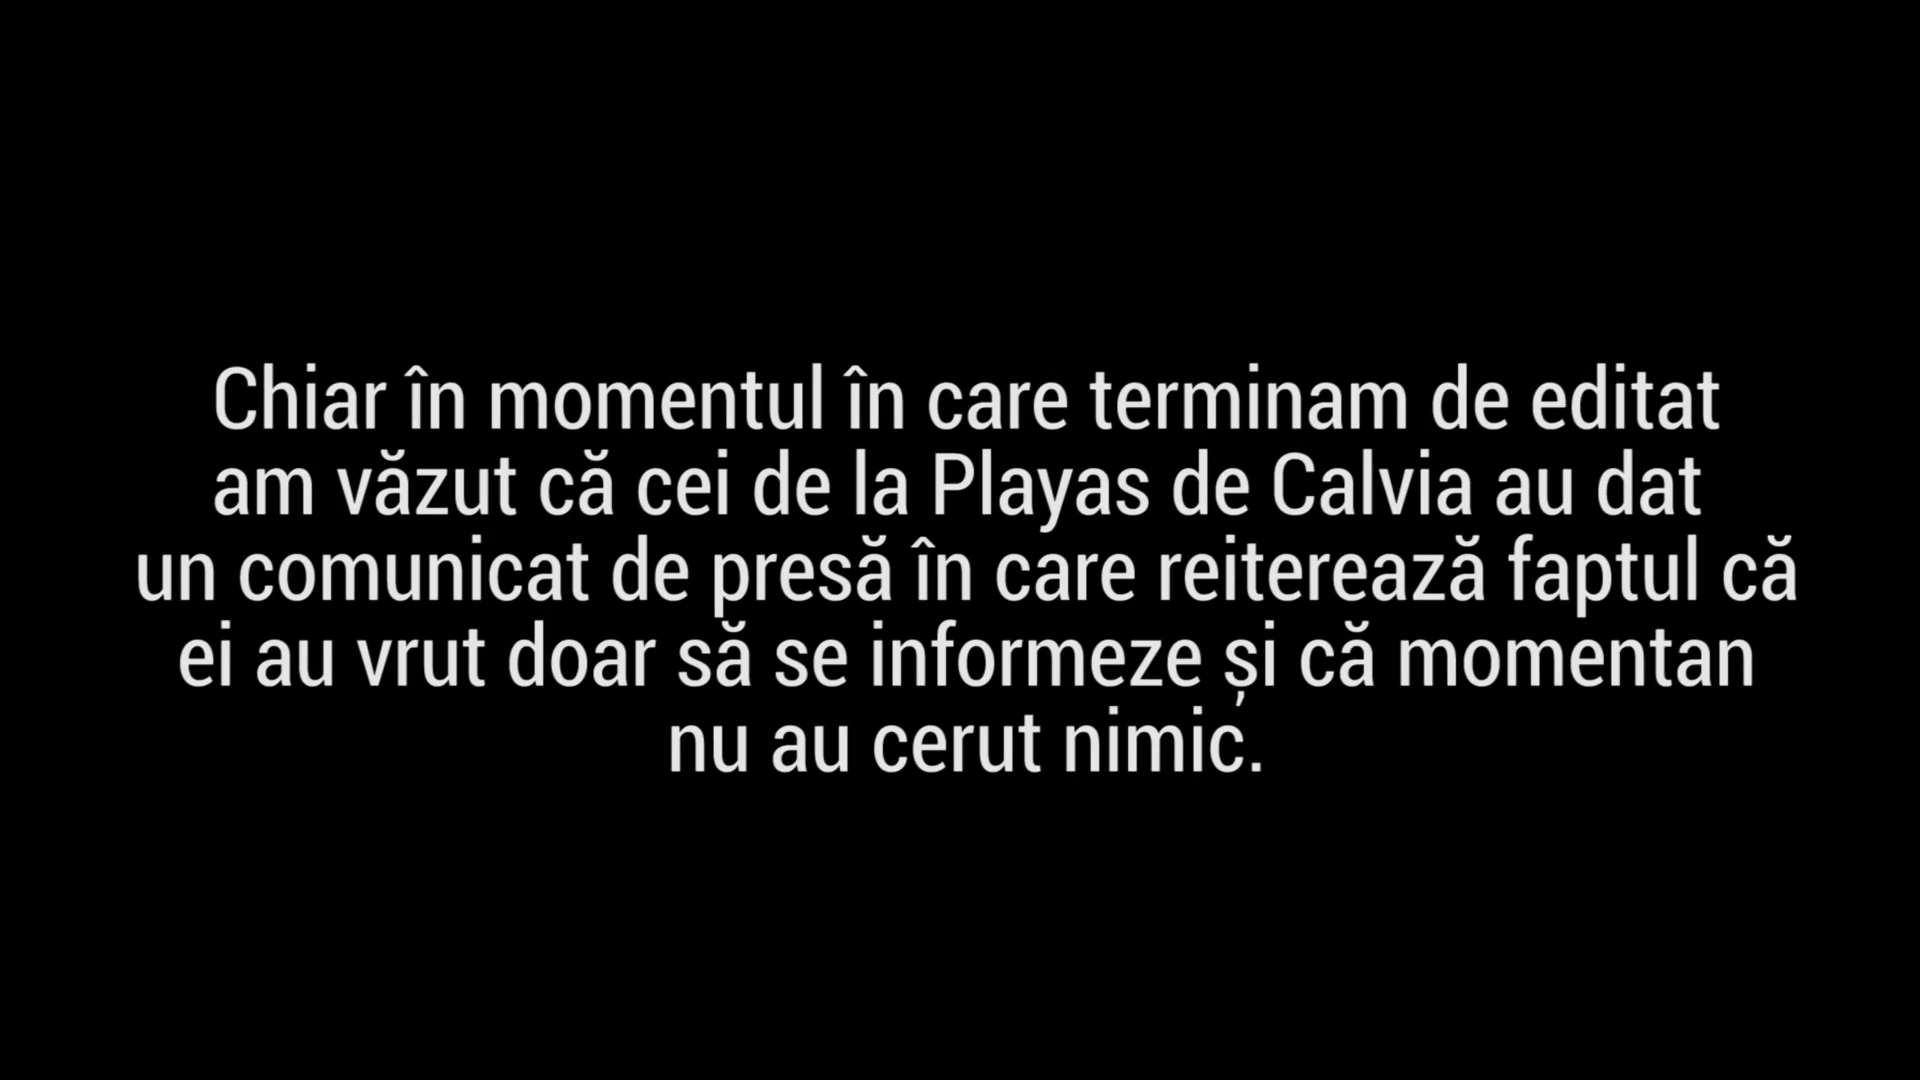 Chiar în momentul în care terminam de editat
am văzut că cei de la Playas de Calvia au dat
un comunicat de presă în care reiterează faptul că
ei au vrut doar să se informeze și că momentan
nu au cerut nimic.